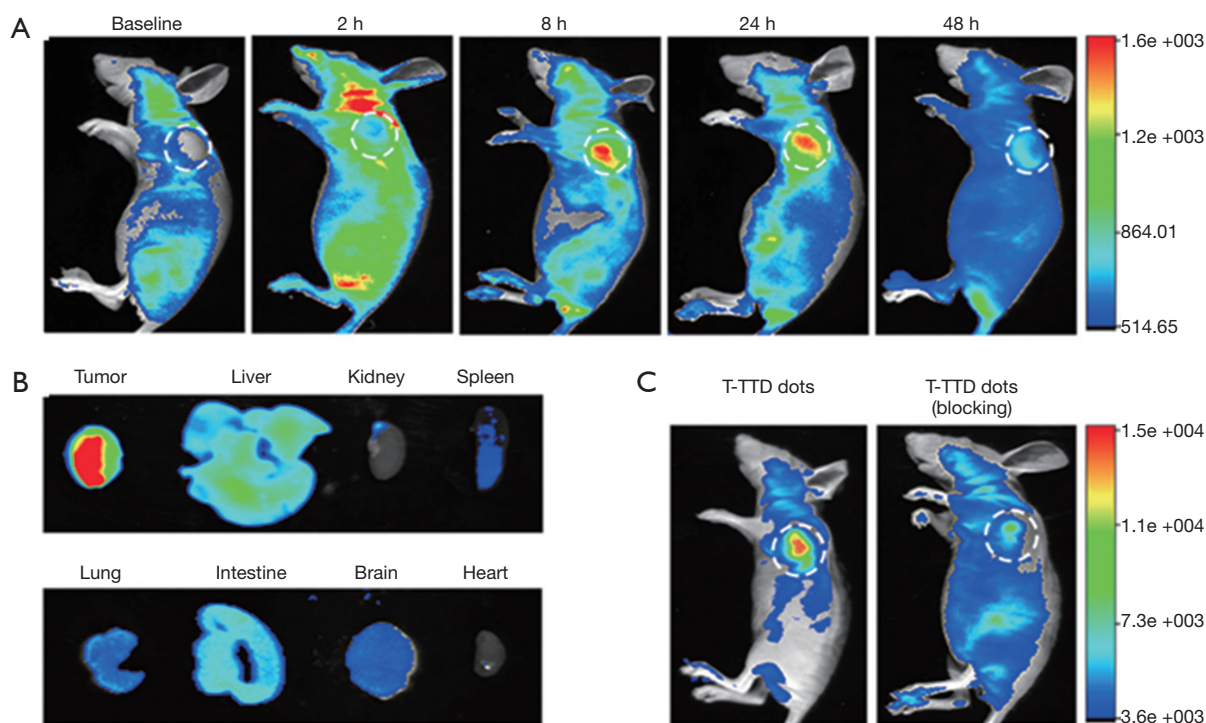 A
Baseline 2 h 8 h 24 h 48 h
1.6e +003
1.2e +003
864.01
514.65
B
Tumor Liver Kidney Spleen
Lung Intestine Brain Heart
C
T-TTD dots T-TTD dots
(blocking)
1.5e +004
1.1e +004
7.3e +003
3.6e +003